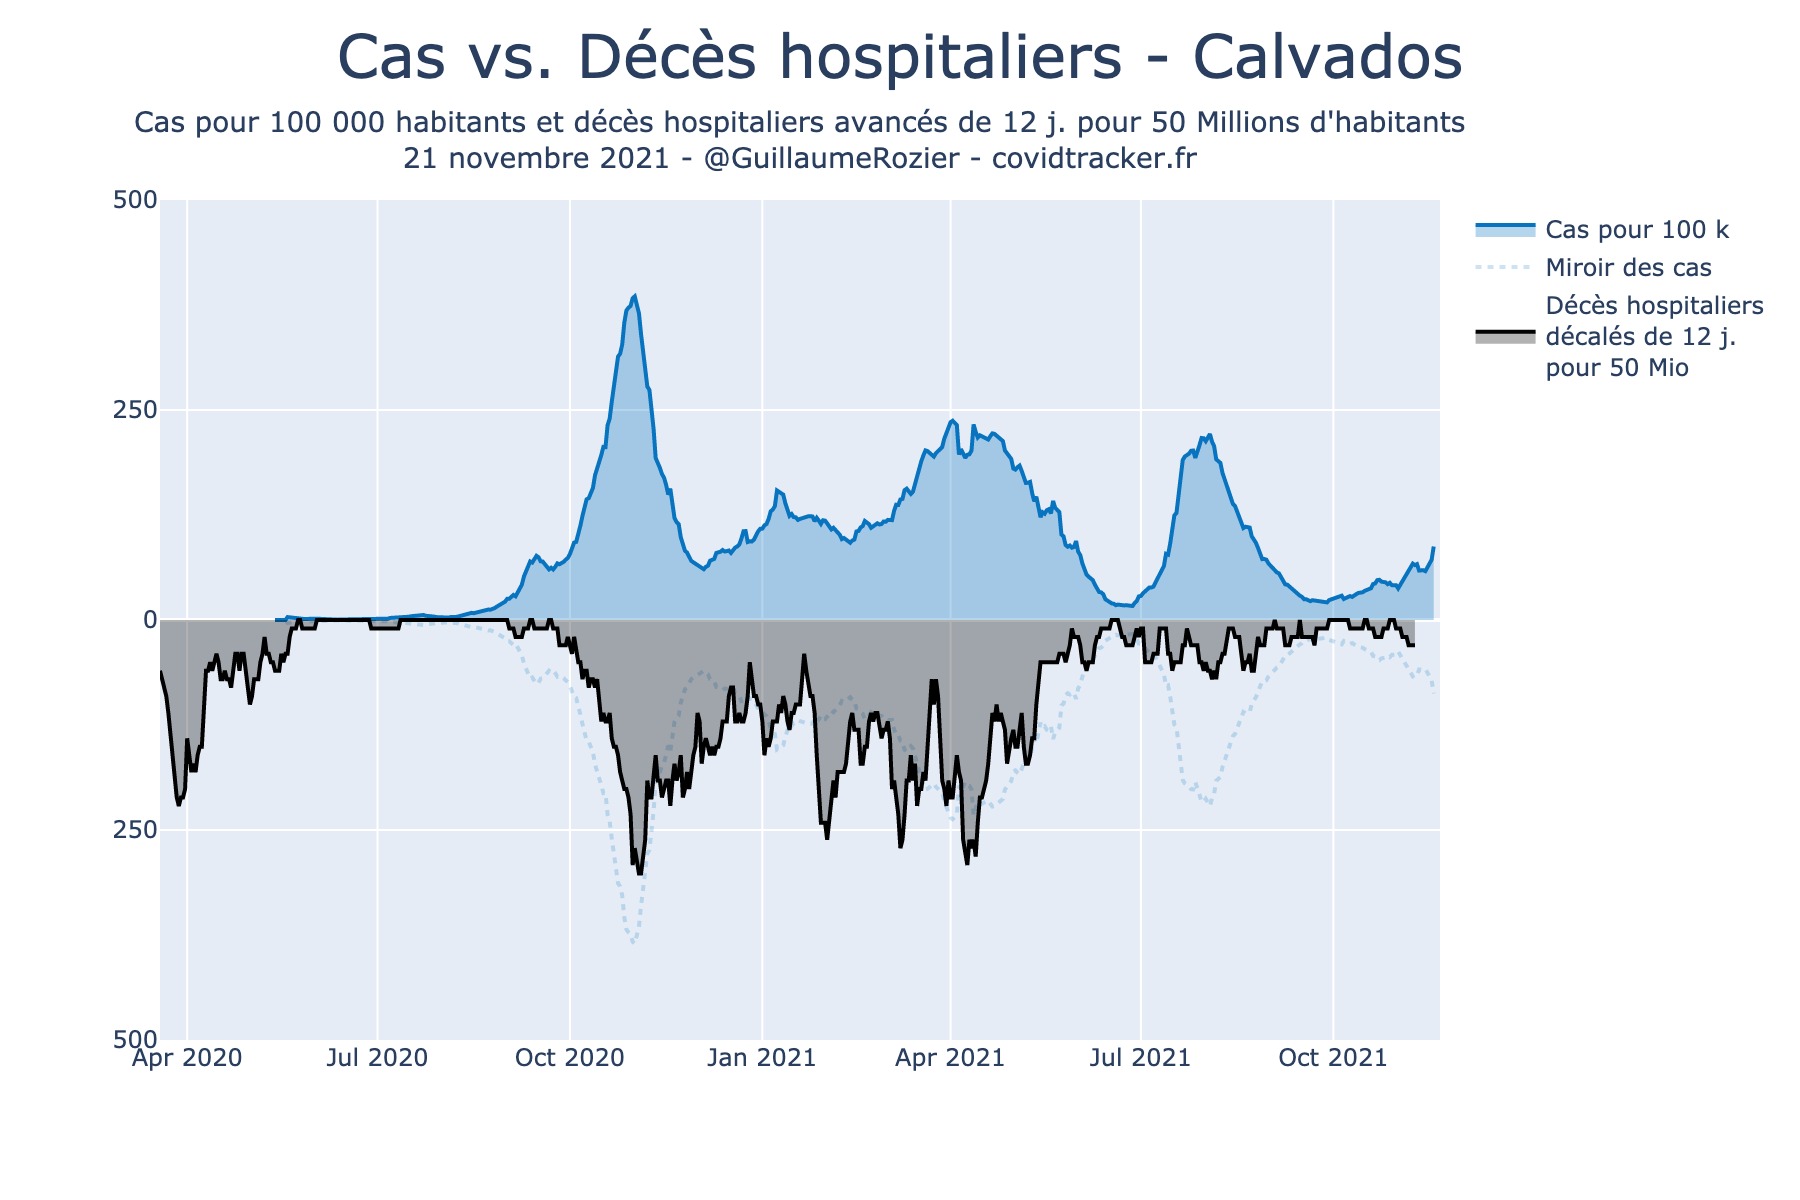 Cas vs. Décès hospitaliers - Calvados
Cas pour 100 000 habitants et décès hospitaliers avancés de 12 j. pour 50 Millions d'habitants
21 novembre 2021 - @GuillaumeRozier - covidtracker.fr
500
250
0
250
500
Apr 2020
Jul 2020
Oct 2020
Jan 2021
Apr 2021
Jul 2021
Oct 2021
Cas pour 100 k
Miroir des cas
Décès hospitaliers
décalés de 12 j.
pour 50 Mio